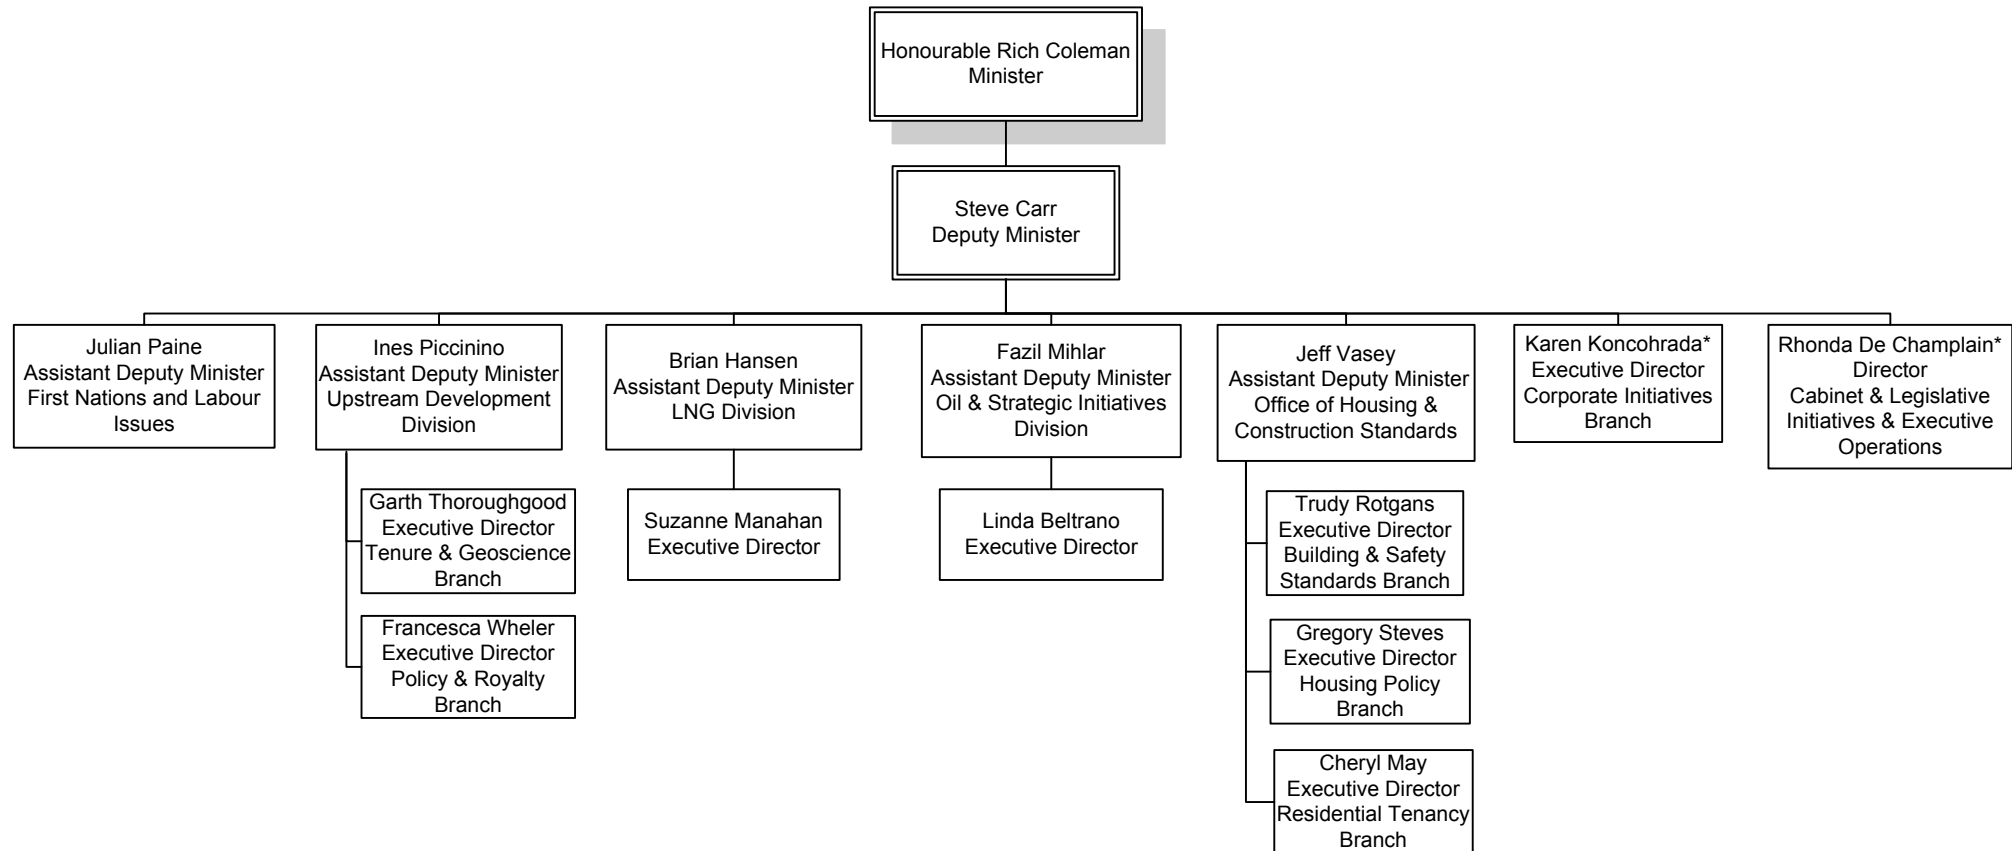 Honourable Rich Coleman
Minister
Steve Carr
Deputy Minister
Julian Paine
Assistant Deputy Minister
First Nations and Labour
Issues
Ines Piccinino
Assistant Deputy Minister
Upstream Development
Division
Brian Hansen
Assistant Deputy Minister
LNG Division
Fazil Mihlar
Assistant Deputy Minister
Oil & Strategic Initiatives
Division
Jeff Vasey
Assistant Deputy Minister
Office of Housing &
Construction Standards
Karen Koncohrada*
Executive Director
Corporate Initiatives
Branch
Rhonda De Champlain*
Director
Cabinet & Legislative
Initiatives & Executive
Operations
Garth Thoroughgood
Executive Director
Tenure & Geoscience
Branch
Francesca Wheler
Executive Director
Policy & Royalty
Branch
Suzanne Manahan
Executive Director
Linda Beltrano
Executive Director
Trudy Rotgans
Executive Director
Building & Safety
Standards Branch
Gregory Steves
Executive Director
Housing Policy
Branch
Cheryl May
Executive Director
Residential Tenancy
Branch